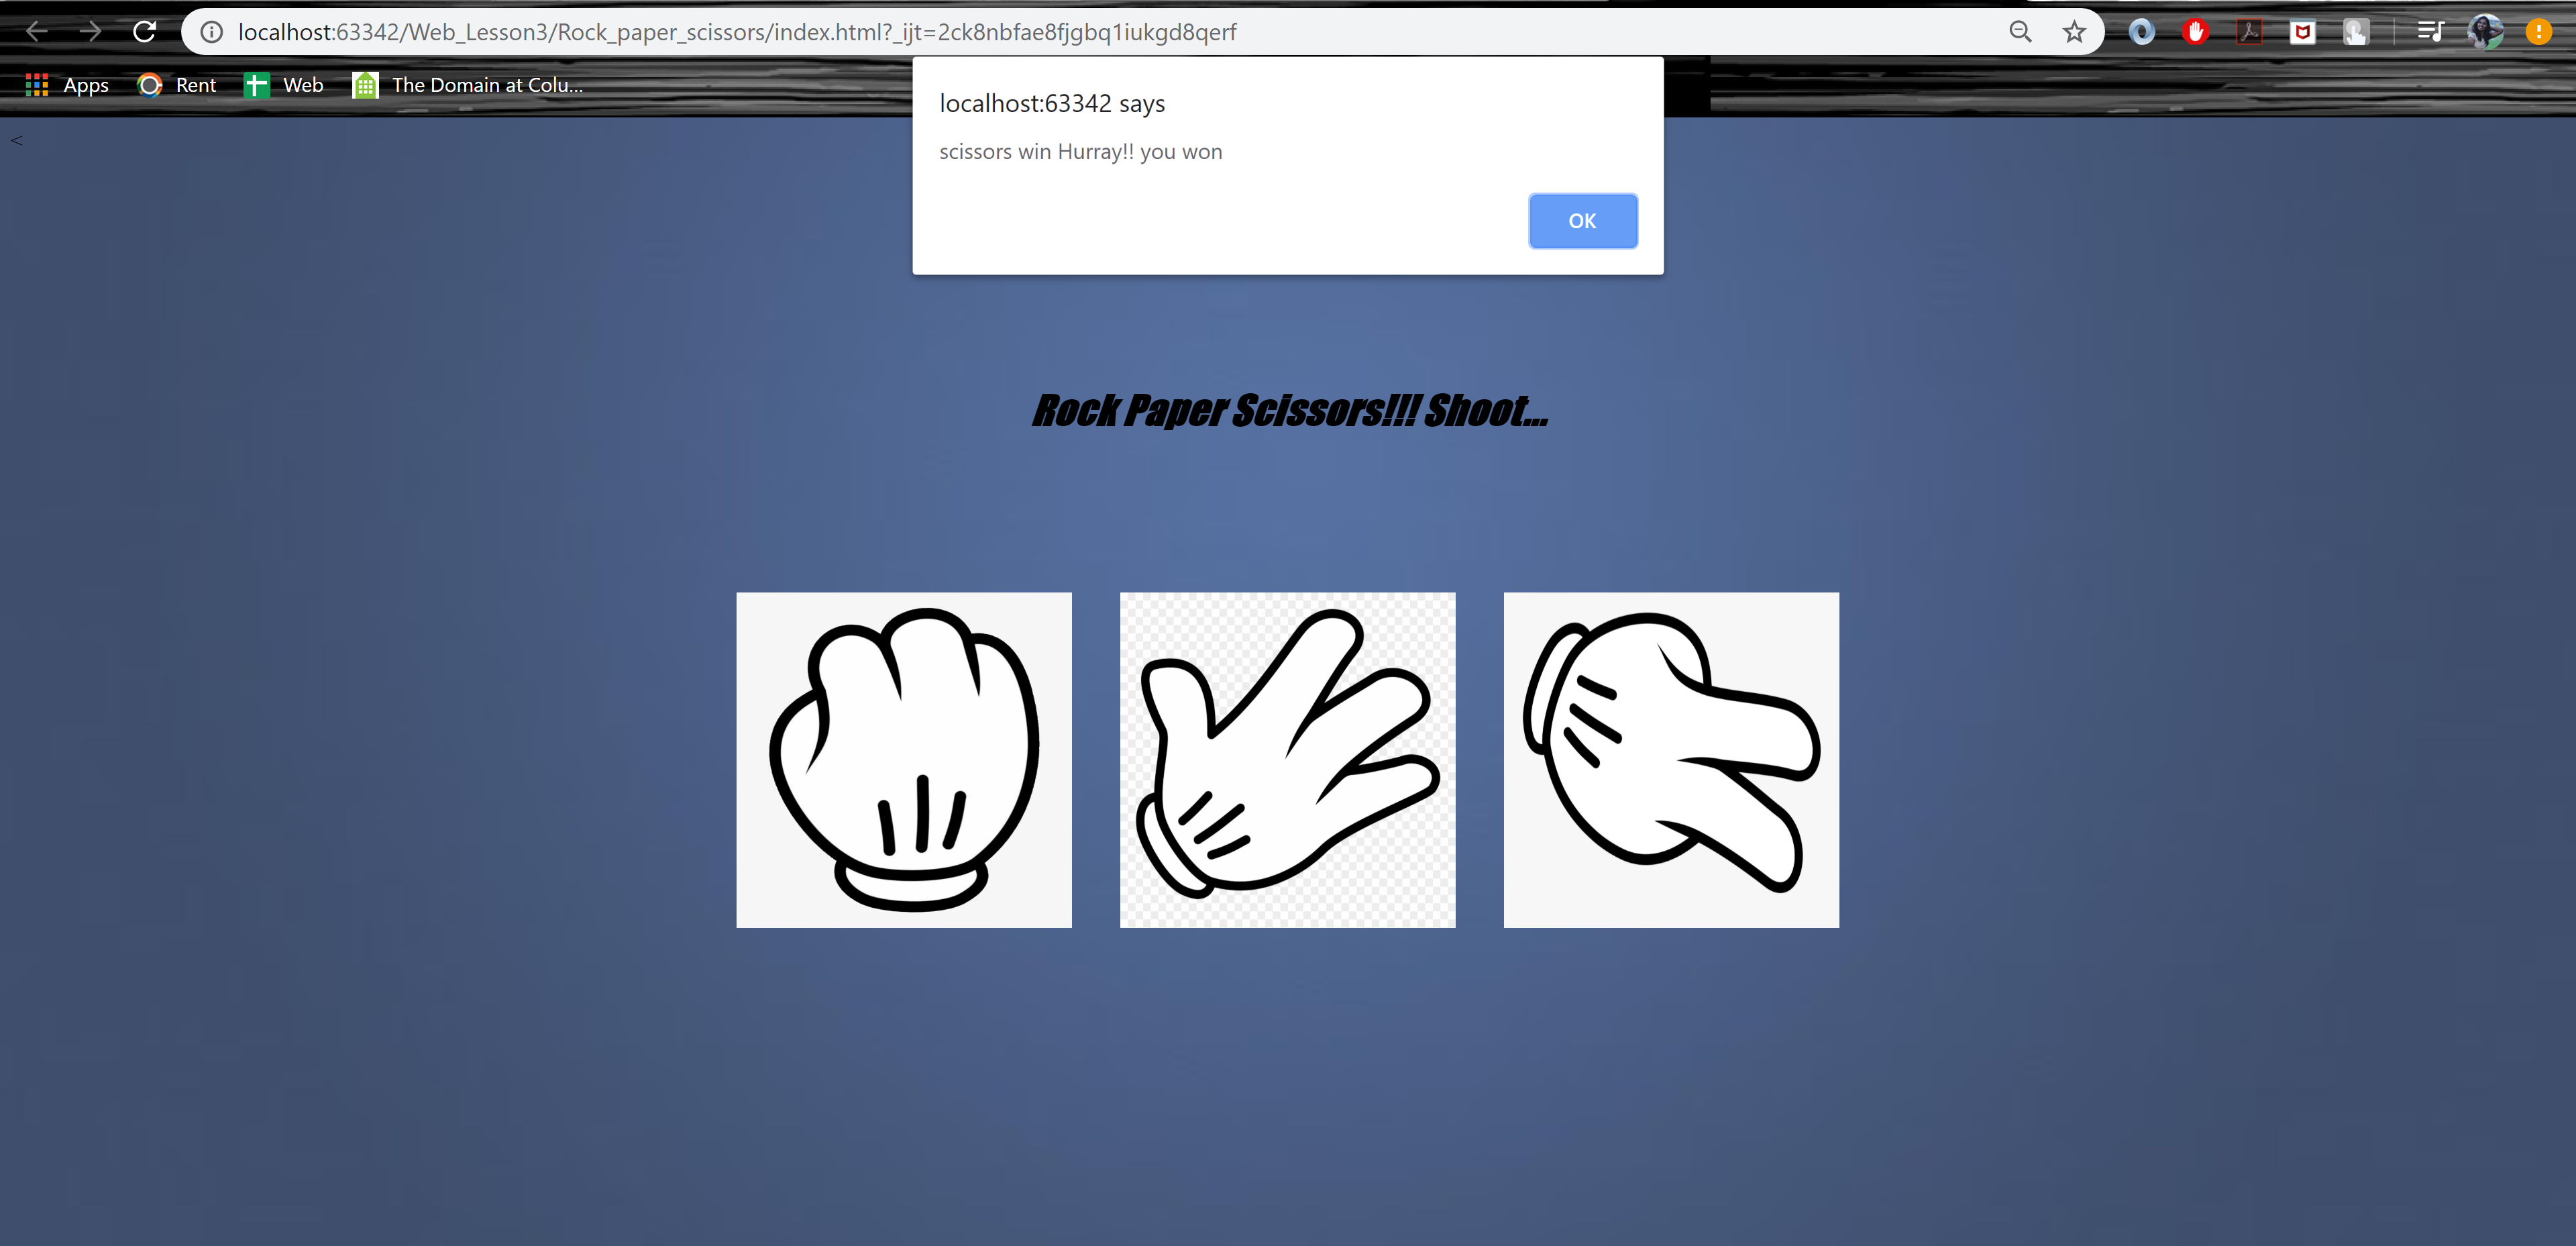 localhost:63342/Web_Lesson3/Rock_paper_scissors/index.html?_ijt=2ck8nbfae8fjgbq1iukgd8qerf
Apps Rent Web The Domain at Colu...
localhost:63342 says
scissors win Hurray!! you won
OK
<
Rock Paper Scissors!!! Shoot...